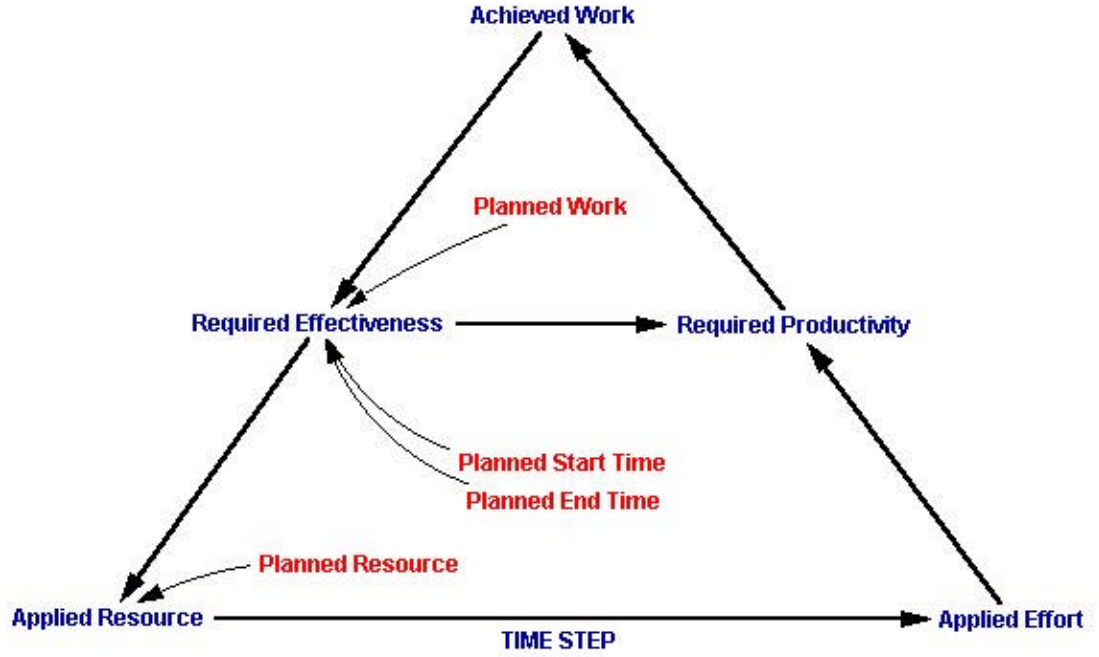 Achieved Work
Planned Work
Required Effectiveness
Required Productivity
Planned Start Time
Planned End Time
Planned Resource
Applied Resource
Applied Effort
TIME STEP